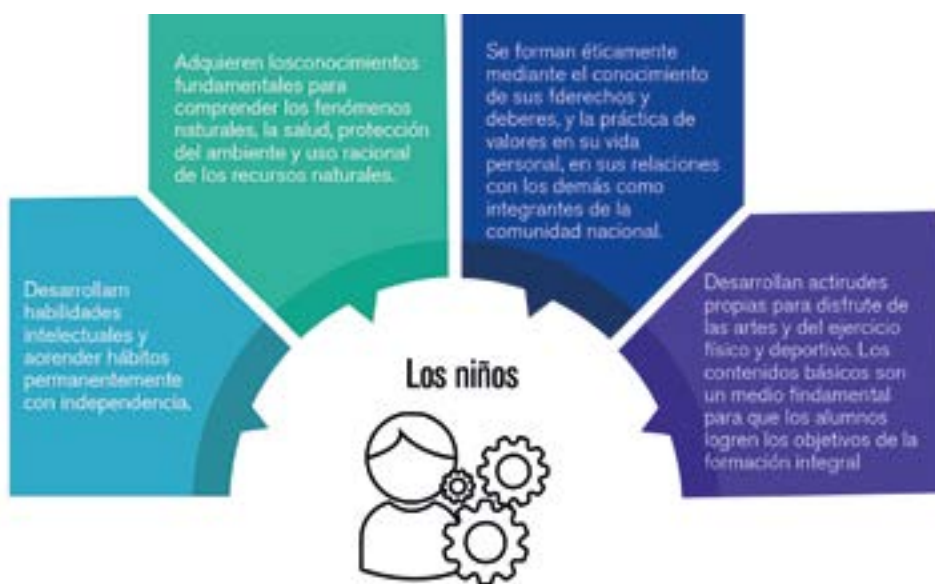 Desarrollam
habilidades
intelectuales y
aorender hábitos
permanentemente
con independencia.
Adquieren losconocimientos
fundamentales para
comprender los fenómenos
naturales, la salud, protección
del ambiente y uso racional
de los recursos naturales.
Se forman éticamente
mediante el conocimiento
de sus fderechos y
deberes, y la práctica de
valores en su vida
personal, en sus relaciones
con los demás como
integrantes de la
comunidad nacional.
Desarrollan actirudes
propias para disfrute de
las artes y del ejercicio
físico y deportivo. Los
contenidos básicos son
un medio findamental
para que los alumnos
logren los objetivos de la
formación integral
Los niños